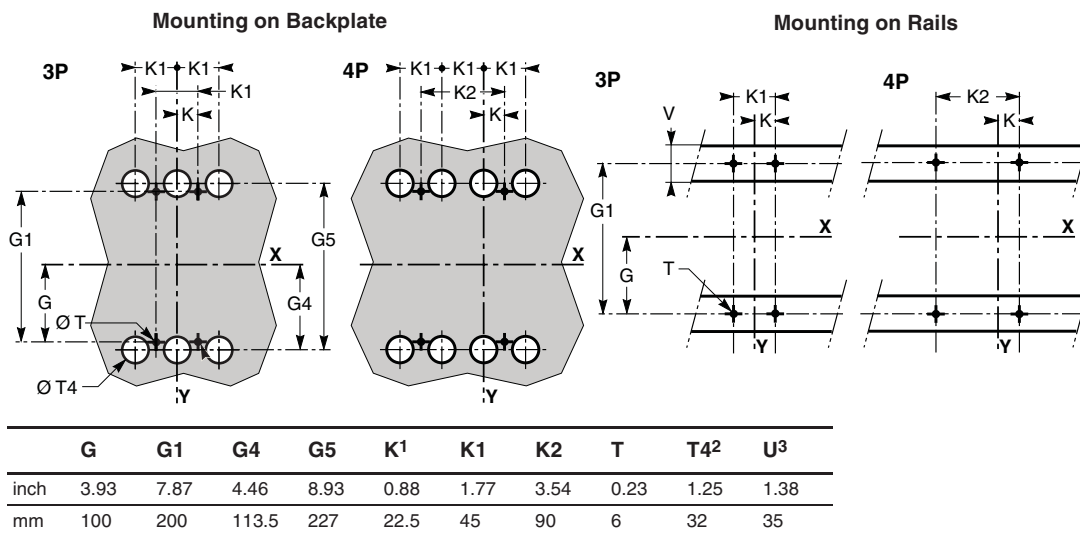 Mounting on Backplate
Mounting on Rails
3P
K1 K1
K1
K
G1
G
G5
G4
X
Y
Ø T
Ø T4
4P
K1 K1 K1
K2
K
X
Y
3P
K1
K
V
G1
G
T
X
Y
4P
K2
K
X
Y
G G1 G4 G5 K¹ K1 K2 T T4² U³
inch 3.93 7.87 4.46 8.93 0.88 1.77 3.54 0.23 1.25 1.38
mm 100 200 113.5 227 22.5 45 90 6 32 35